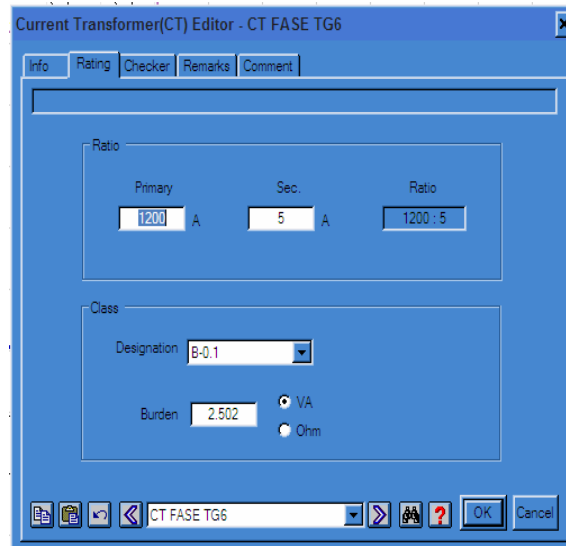 Current Transformer(CT) Editor - CT FASE TG6
Info Rating Checker Remarks Comment
Ratio
Primary Sec. Ratio
1200 A 5 A 1200 : 5
Class
Designation B-0.1
Burden 2.502 VA
Ohm
CT FASE TG6 ? OK Cancel